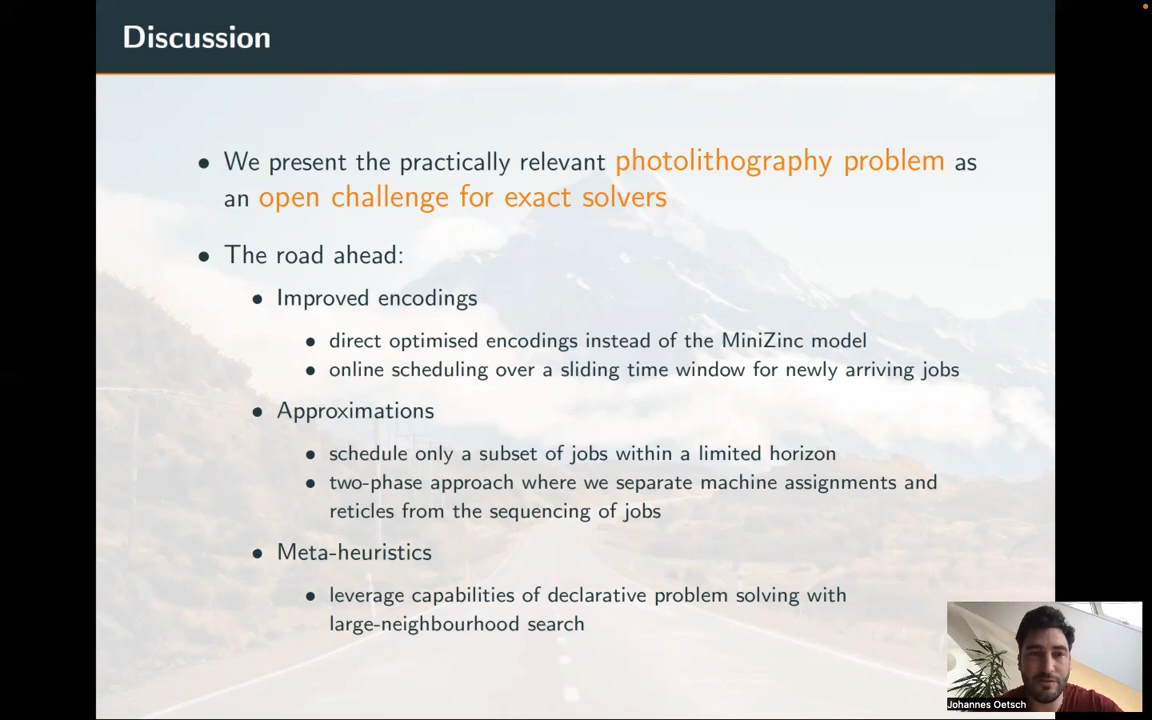 Discussion
• We present the practically relevant photolithography problem as
an open challenge for exact solvers
• The road ahead:
• Improved encodings
• direct optimised encodings instead of the MiniZinc model
• online scheduling over a sliding time window for newly arriving jobs
• Approximations
• schedule only a subset of jobs within a limited horizon
• two-phase approach where we separate machine assignments and
reticles from the sequencing of jobs
• Meta-heuristics
• leverage capabilities of declarative problem solving with
large-neighbourhood search
Johannes Oetsch